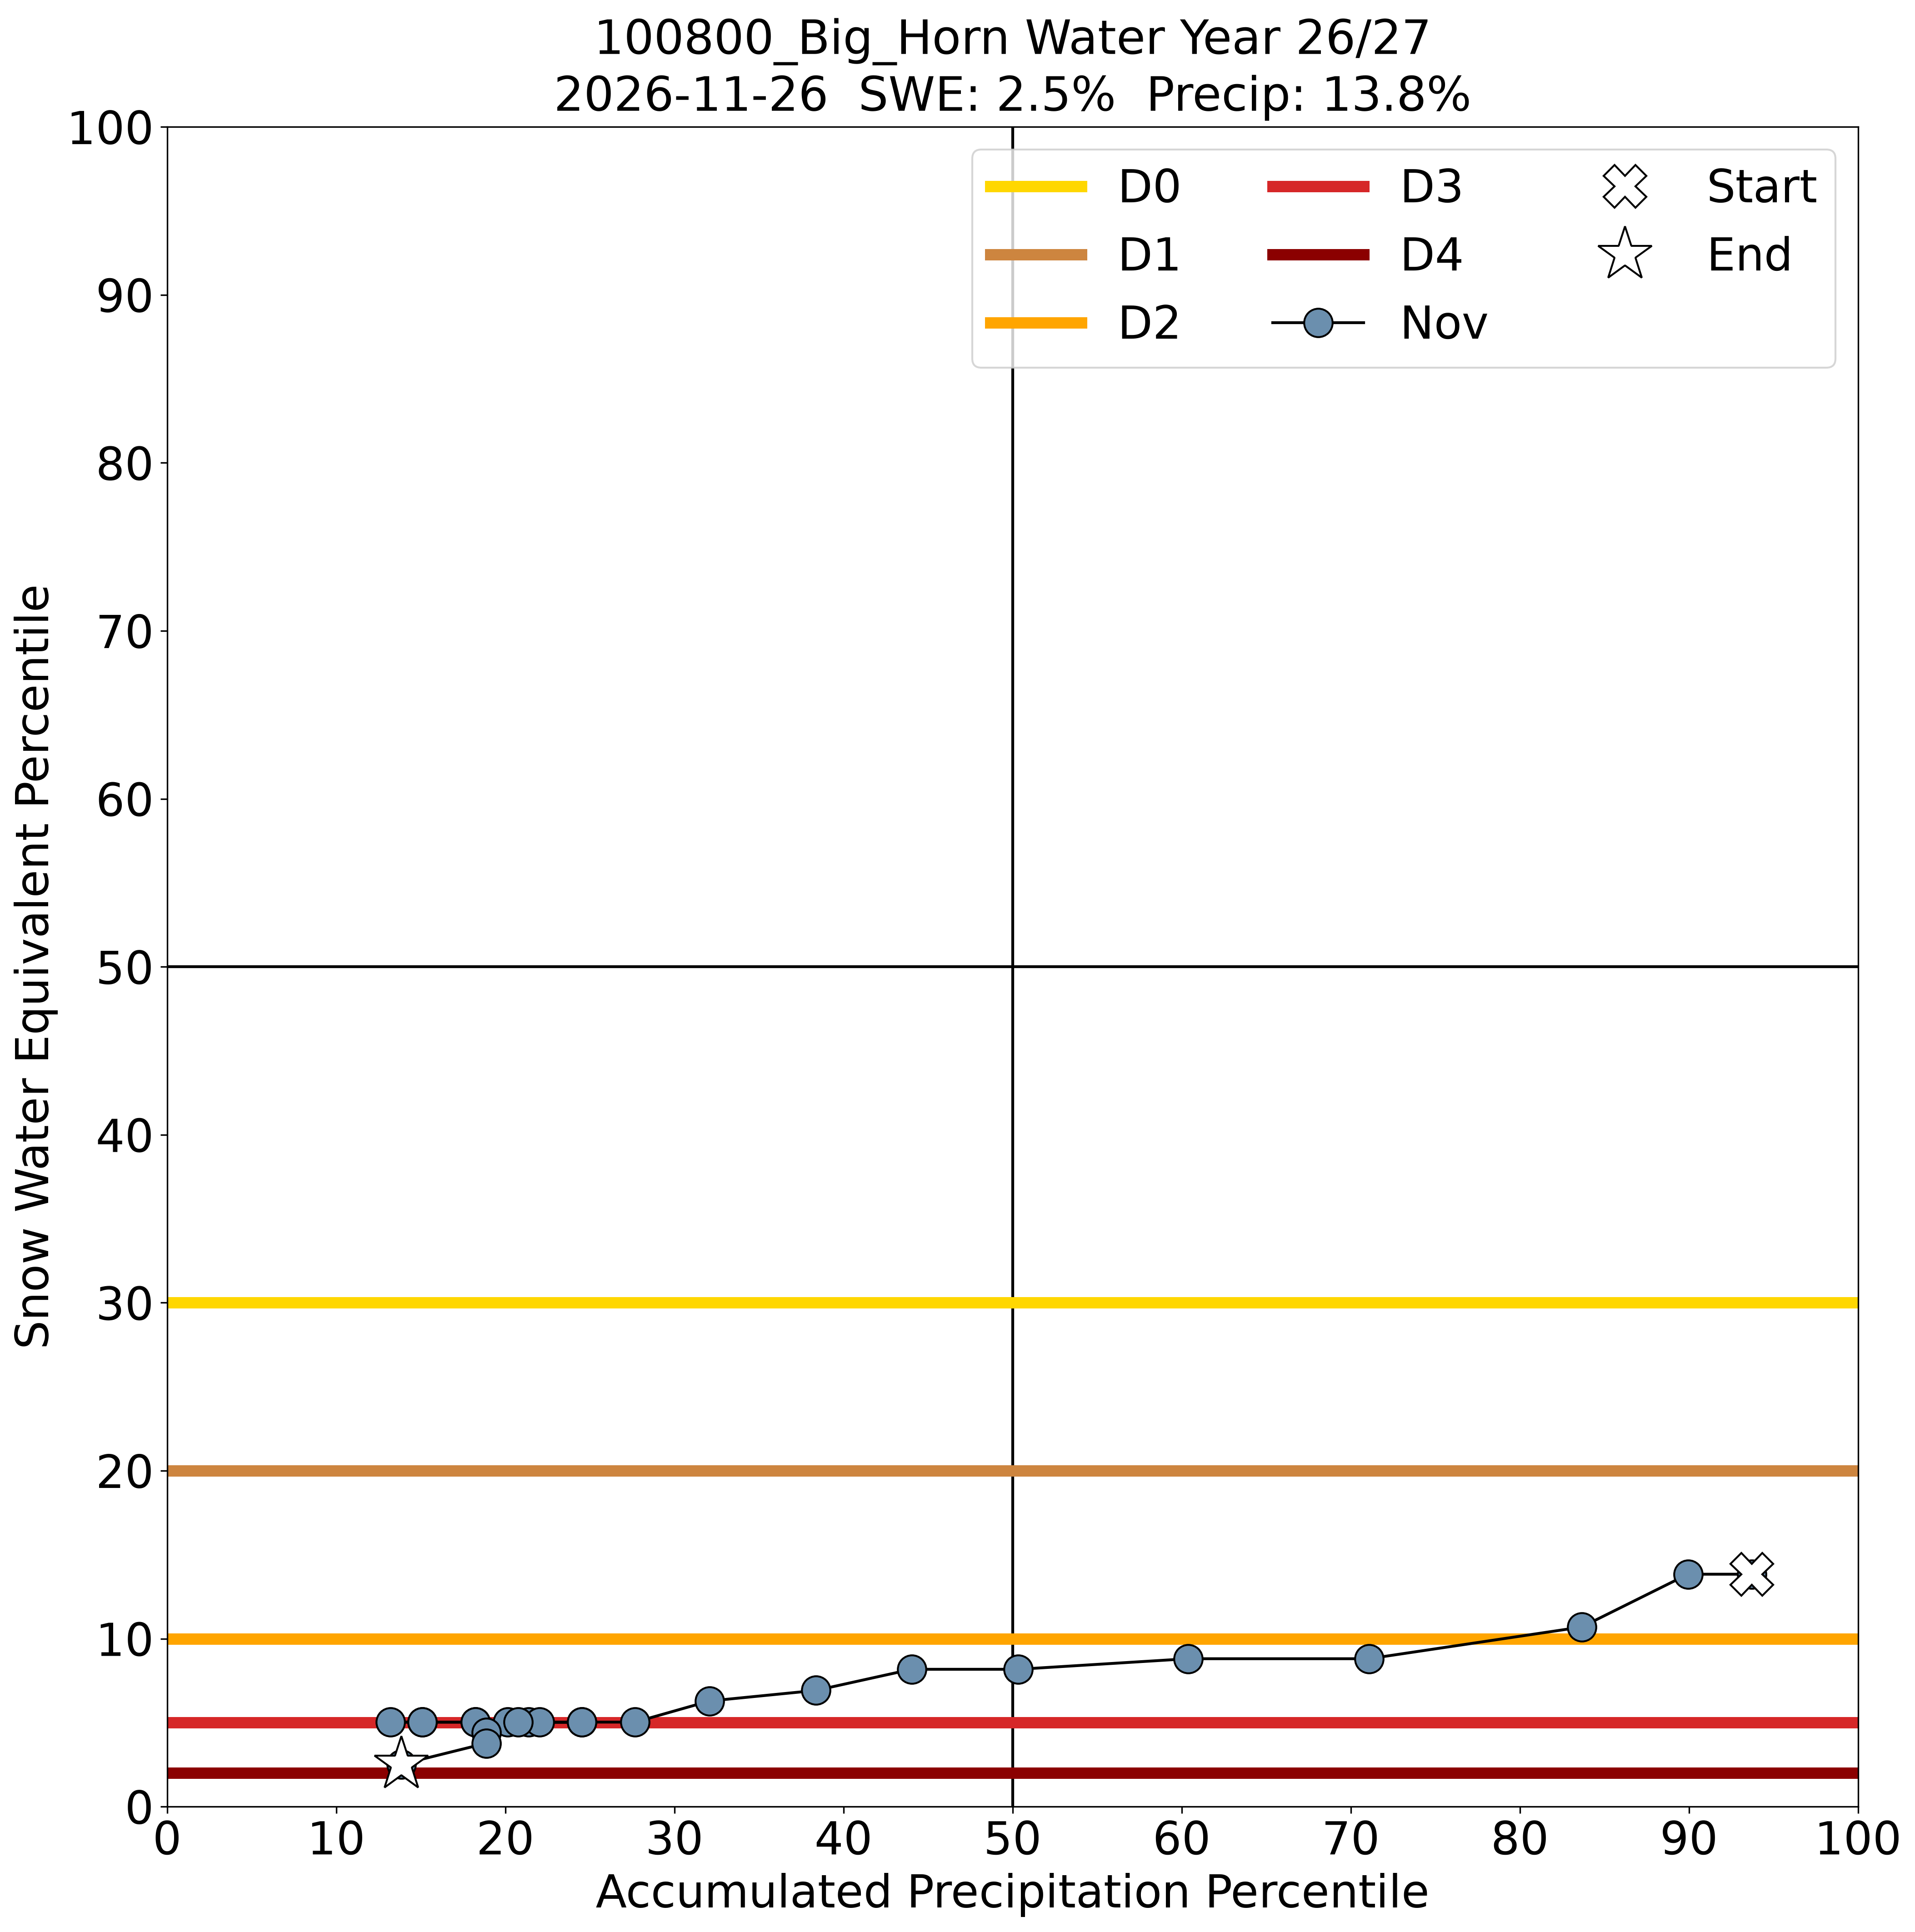 100800_Big_Horn Water Year 26/27
2026-11-26  SWE: 2.5%  Precip: 13.8%
100
90
80
70
60
50
40
30
20
10
0
Snow Water Equivalent Percentile
D0
D1
D2
D3
D4
Nov
Start
End
0 10 20 30 40 50 60 70 80 90 100
Accumulated Precipitation Percentile